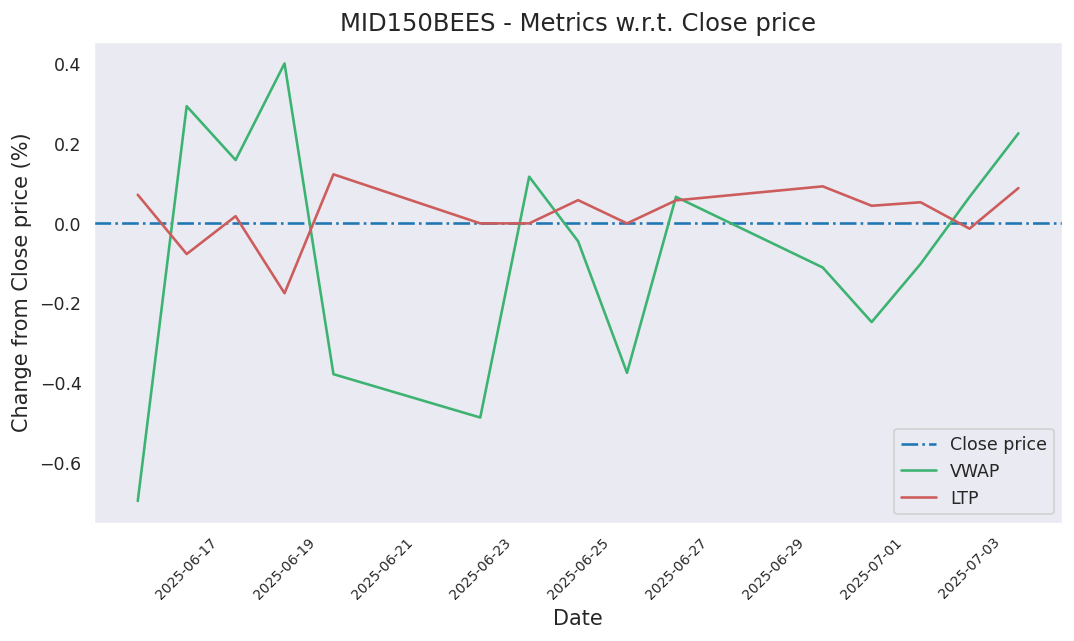 MID150BEES - Metrics w.r.t. Close price
Change from Close price (%)
0.4
0.2
0.0
−0.2
−0.4
−0.6
Close price
VWAP
LTP
2025-06-17
2025-06-19
2025-06-21
2025-06-23
2025-06-25
2025-06-27
2025-06-29
2025-07-01
2025-07-03
Date